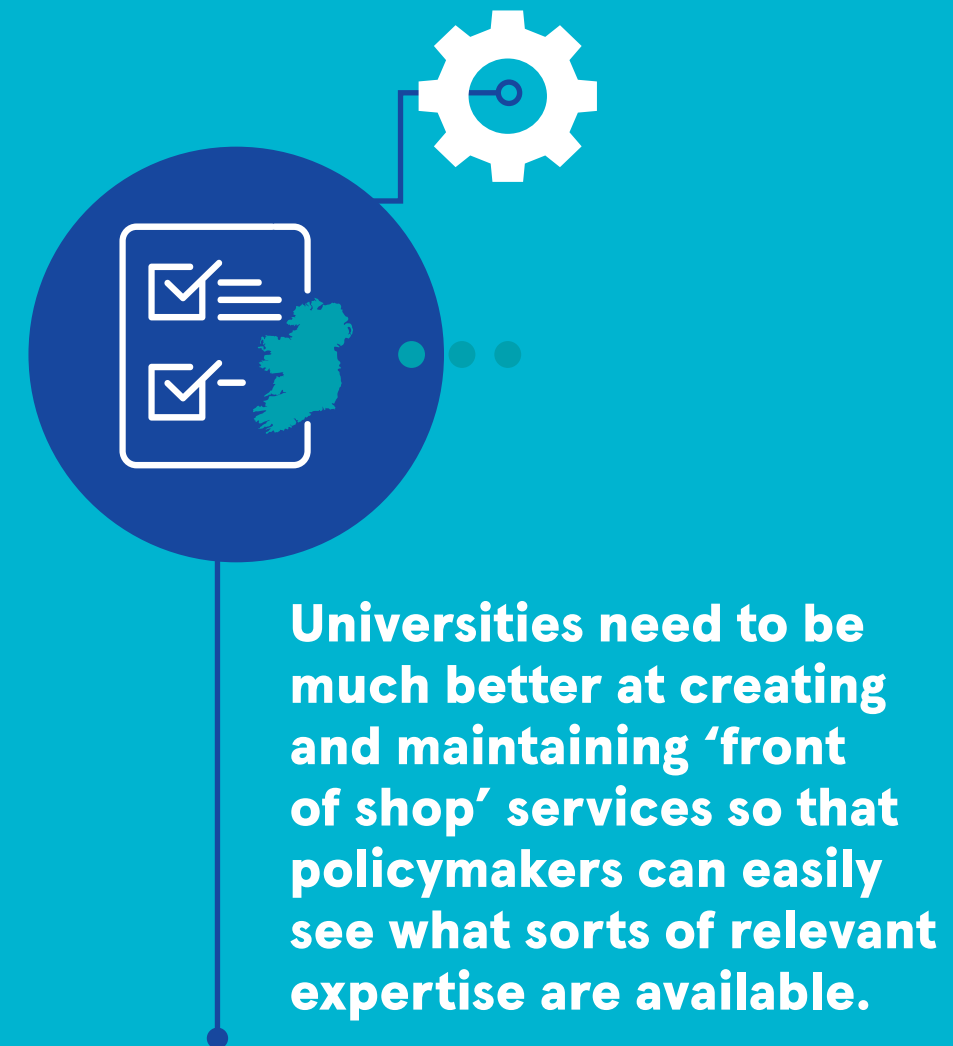 Universities need to be
much better at creating
and maintaining ‘front
of shop’ services so that
policymakers can easily
see what sorts of relevant
expertise are available.